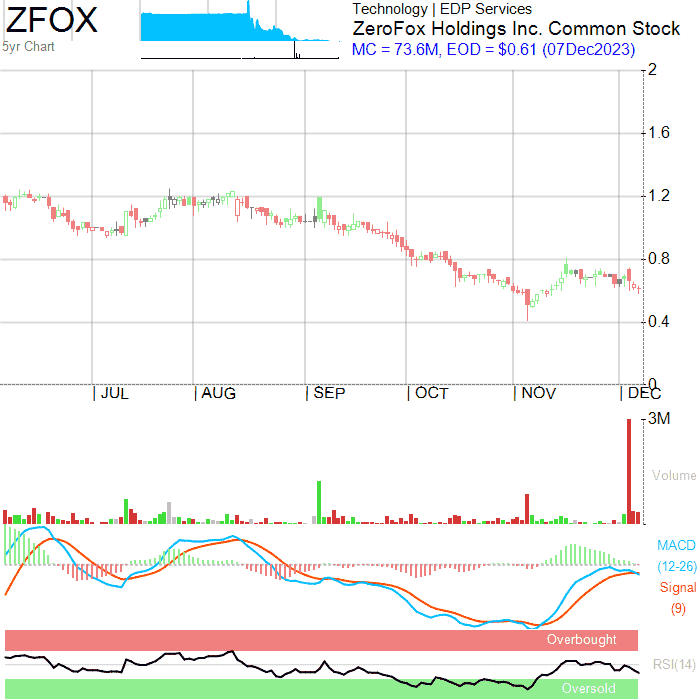 ZFOX
5yr Chart
Technology | EDP Services
ZeroFox Holdings Inc. Common Stock
MC = 73.6M, EOD = $0.61 (07Dec2023)
2
1.6
1.2
0.8
0.4
0
JUL AUG SEP OCT NOV DEC
3M
Volume
MACD
(12-26)
Signal
(9)
Overbought
RSI(14)
Oversold